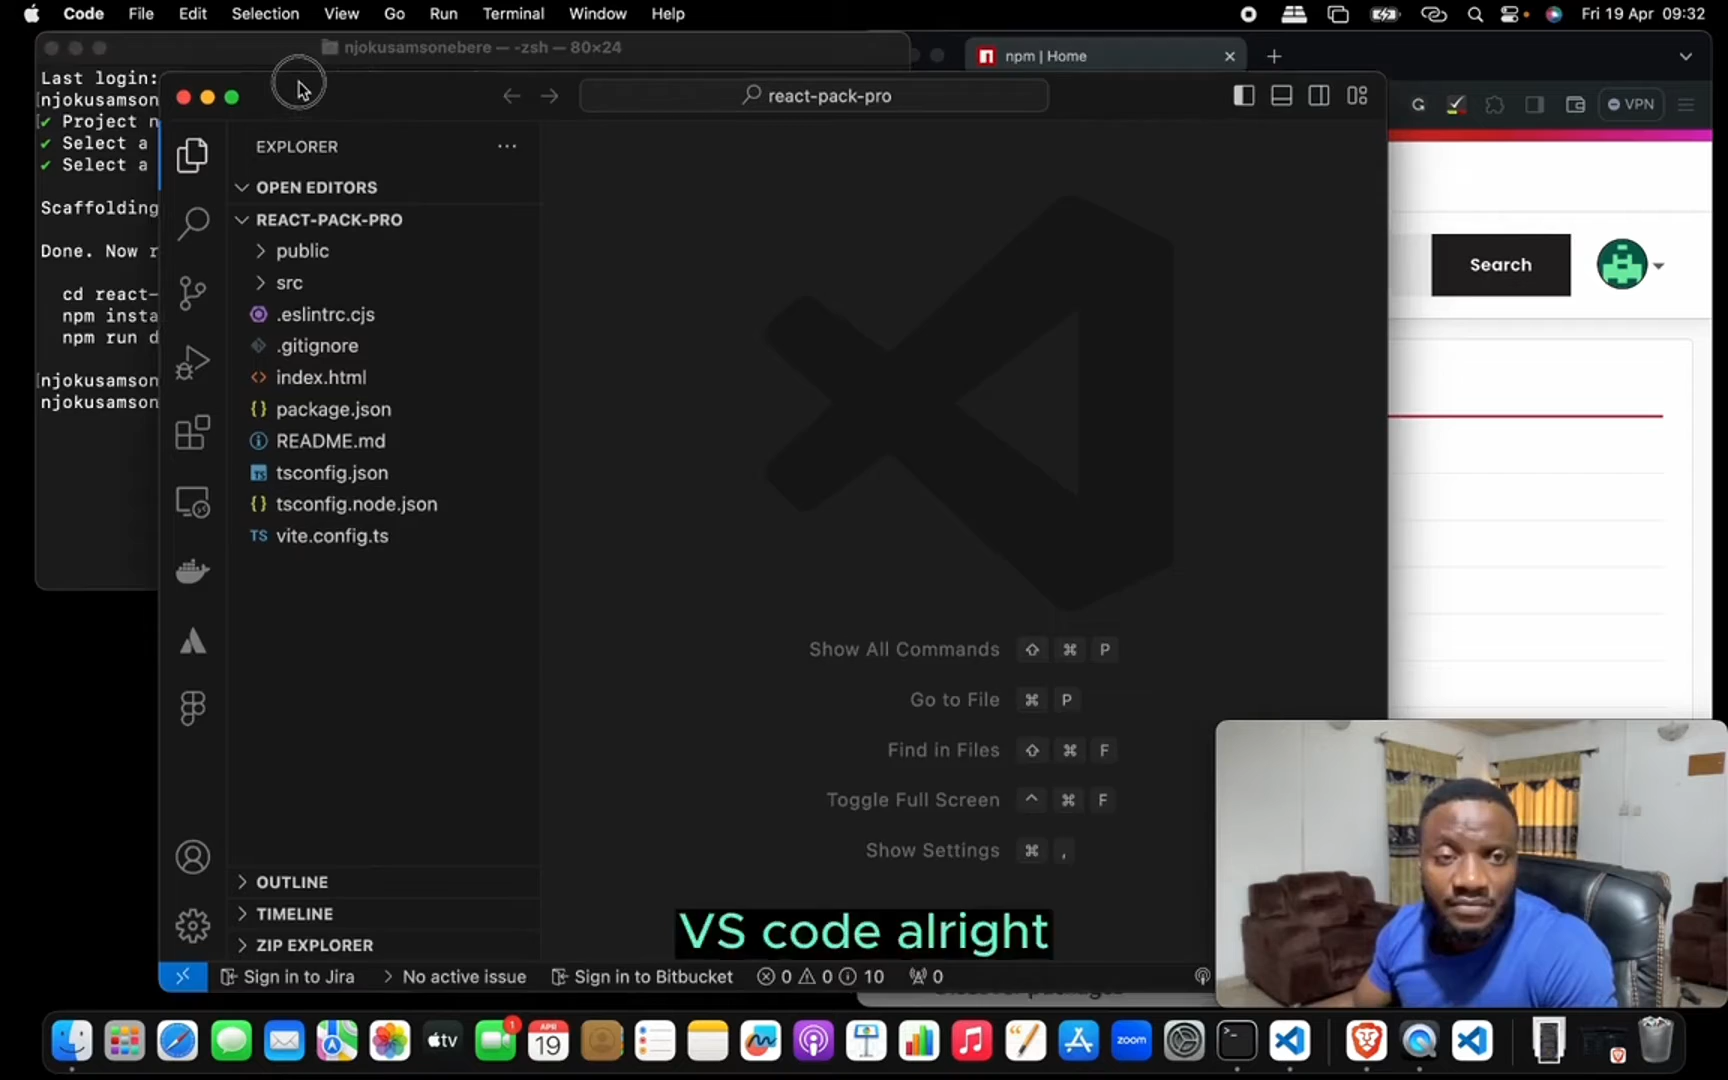 Code File Edit Selection View Go Run Terminal Window Help
Fri 19 Apr 09:32
njokusamsonebere — -zsh — 80×24
Last login:
njokusamson
✔ Project n
✔ Select a
✔ Select a
Scaffolding
Done. Now r
cd react-
npm insta
npm run d
njokusamson
njokusamson
npm | Home
VPN
Search
react-pack-pro
EXPLORER
OPEN EDITORS
REACT-PACK-PRO
public
src
.eslintrc.cjs
.gitignore
index.html
{} package.json
README.md
TS tsconfig.json
{} tsconfig.node.json
TS vite.config.ts
OUTLINE
TIMELINE
ZIP EXPLORER
Show All Commands ⇧ ⌘ P
Go to File ⌘ P
Find in Files ⇧ ⌘ F
Toggle Full Screen ^ ⌘ F
Show Settings ⌘ ,
VS code alright
Sign in to Jira No active issue Sign in to Bitbucket 0 0 10 0
tv
1
APR
19
zoom